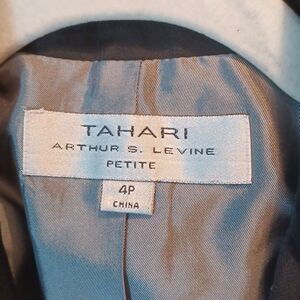 TAHARI
ARTHUR S. LEVINE
PETITE
4P
CHINA